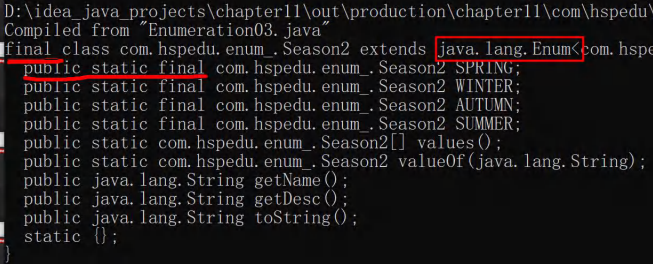 D:\idea_java_projects\chapter11\out\production\chapter11\com\hspedu\
Compiled from "Enumeration03.java"
final class com.hspedu.enum_.Season2 extends java.lang.Enum<com.hspe
  public static final com.hspedu.enum_.Season2 SPRING;
  public static final com.hspedu.enum_.Season2 WINTER;
  public static final com.hspedu.enum_.Season2 AUTUMN;
  public static final com.hspedu.enum_.Season2 SUMMER;
  public static com.hspedu.enum_.Season2[] values();
  public static com.hspedu.enum_.Season2 valueOf(java.lang.String);
  public java.lang.String getName();
  public java.lang.String getDesc();
  public java.lang.String toString();
  static {};
}